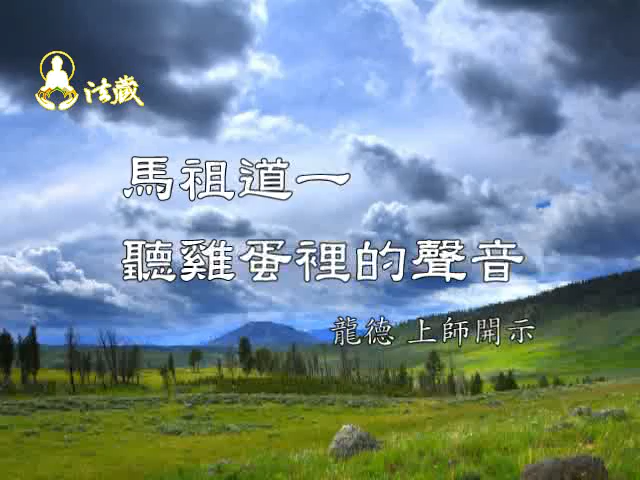 法藏
馬祖道一
聽雞蛋裡的聲音
龍德 上師開示